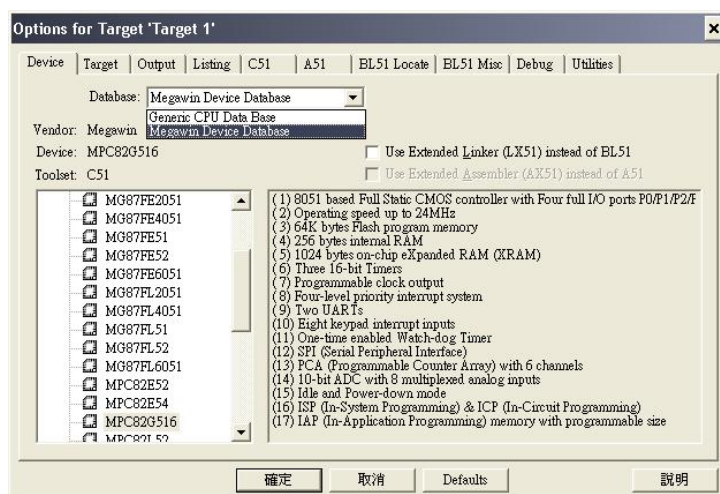 Options for Target 'Target 1'
Device Target Output Listing C51 A51 BL51 Locate BL51 Misc Debug Utilities
Database: Megawin Device Database
Generic CPU Data Base
Vendor: Megawin Megawin Device Database
Device: MPC82G516
Use Extended Linker (LX51) instead of BL51
Toolset: C51
Use Extended Assembler (AX51) instead of A51
MG87FE2051
MG87FE4051
MG87FE51
MG87FE52
MG87FE6051
MG87FL2051
MG87FL4051
MG87FL51
MG87FL52
MG87FL6051
MPC82E52
MPC82E54
MPC82G516
MPC82L52
(1) 8051 based Full Static CMOS controller with Four full I/O ports P0/P1/P2/F
(2) Operating speed up to 24MHz
(3) 64K bytes Flash program memory
(4) 256 bytes internal RAM
(5) 1024 bytes on-chip eXpanded RAM (XRAM)
(6) Three 16-bit Timers
(7) Programmable clock output
(8) Four-level priority interrupt system
(9) Two UARTs
(10) Eight keypad interrupt inputs
(11) One-time enabled Watch-dog Timer
(12) SPI (Serial Peripheral Interface)
(13) PCA (Programmable Counter Array) with 6 channels
(14) 10-bit ADC with 8 multiplexed analog inputs
(15) Idle and Power-down mode
(16) ISP (In-System Programming) & ICP (In-Circuit Programming)
(17) IAP (In-Application Programming) memory with programmable size
確定 取消 Defaults 說明